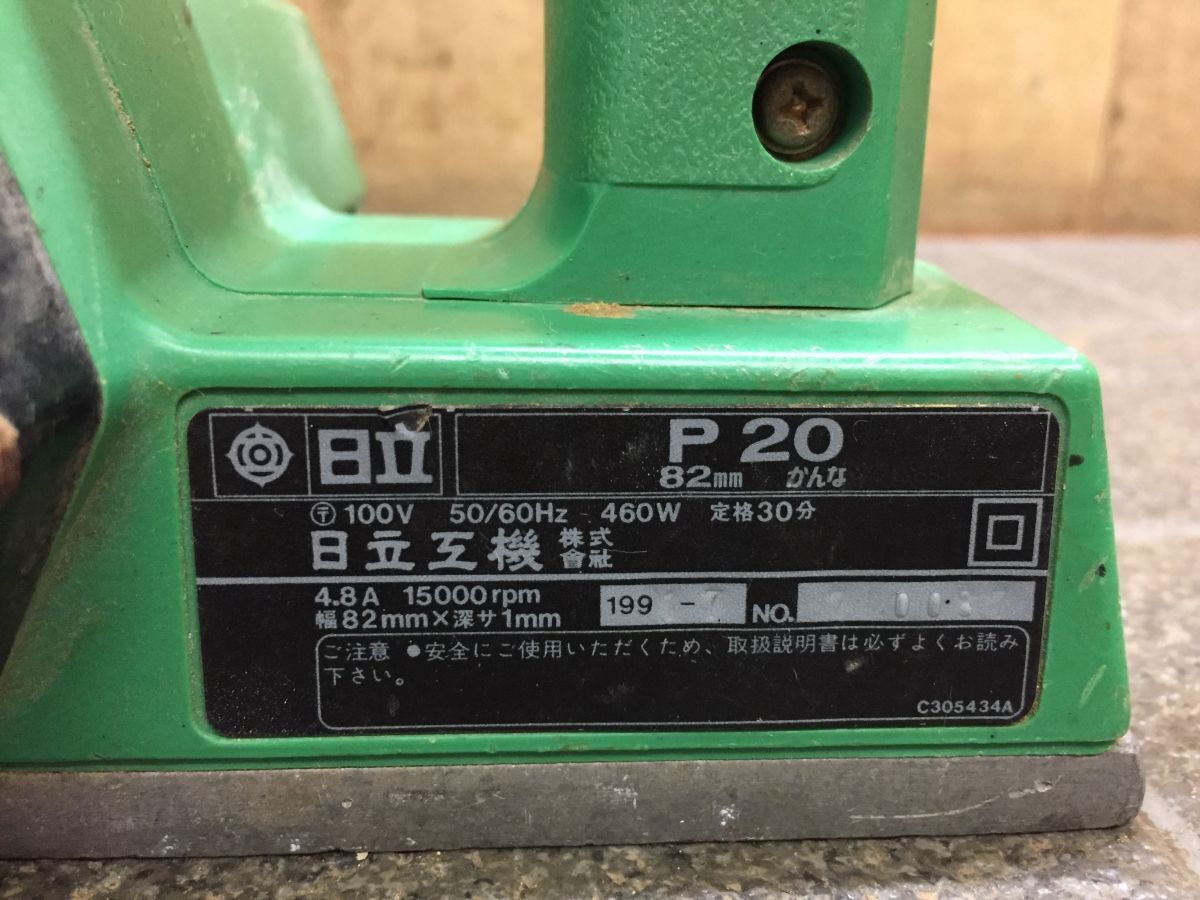 日立
P 20
82mm かんな
〒 100V 50/60Hz 460W 定格30分
日立工機 株式會社
4.8A 15000rpm
幅82mm×深サ1mm
199 -7 NO.
ご注意 ●安全にご使用いただくため、取扱説明書は必ずよくお読み
下さい。
C305434A